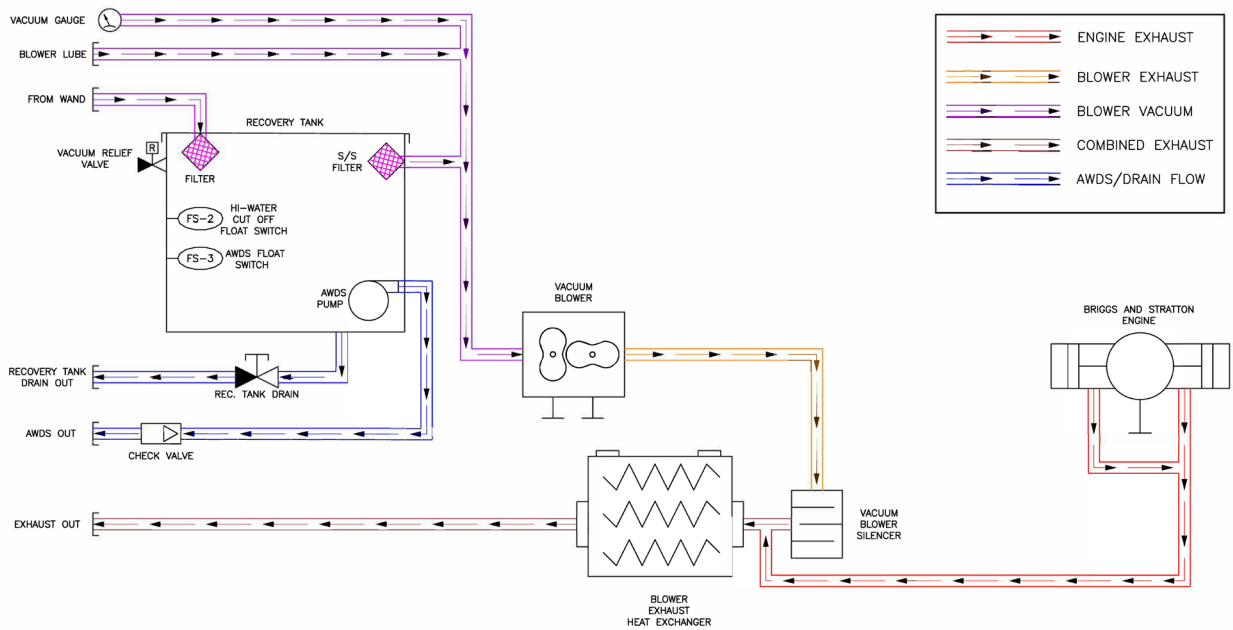 VACUUM GAUGE
BLOWER LUBE
FROM WAND
RECOVERY TANK
R
VACUUM RELIEF
VALVE
FILTER
S/S
FILTER
FS-2
HI-WATER
CUT OFF
FLOAT SWITCH
FS-3
AWDS FLOAT
SWITCH
AWDS
PUMP
RECOVERY TANK
DRAIN OUT
REC. TANK DRAIN
AWDS OUT
CHECK VALVE
EXHAUST OUT
VACUUM
BLOWER
BLOWER
EXHAUST
HEAT EXCHANGER
VACUUM
BLOWER
SILENCER
BRIGGS AND STRATTON
ENGINE
ENGINE EXHAUST
BLOWER EXHAUST
BLOWER VACUUM
COMBINED EXHAUST
AWDS/DRAIN FLOW